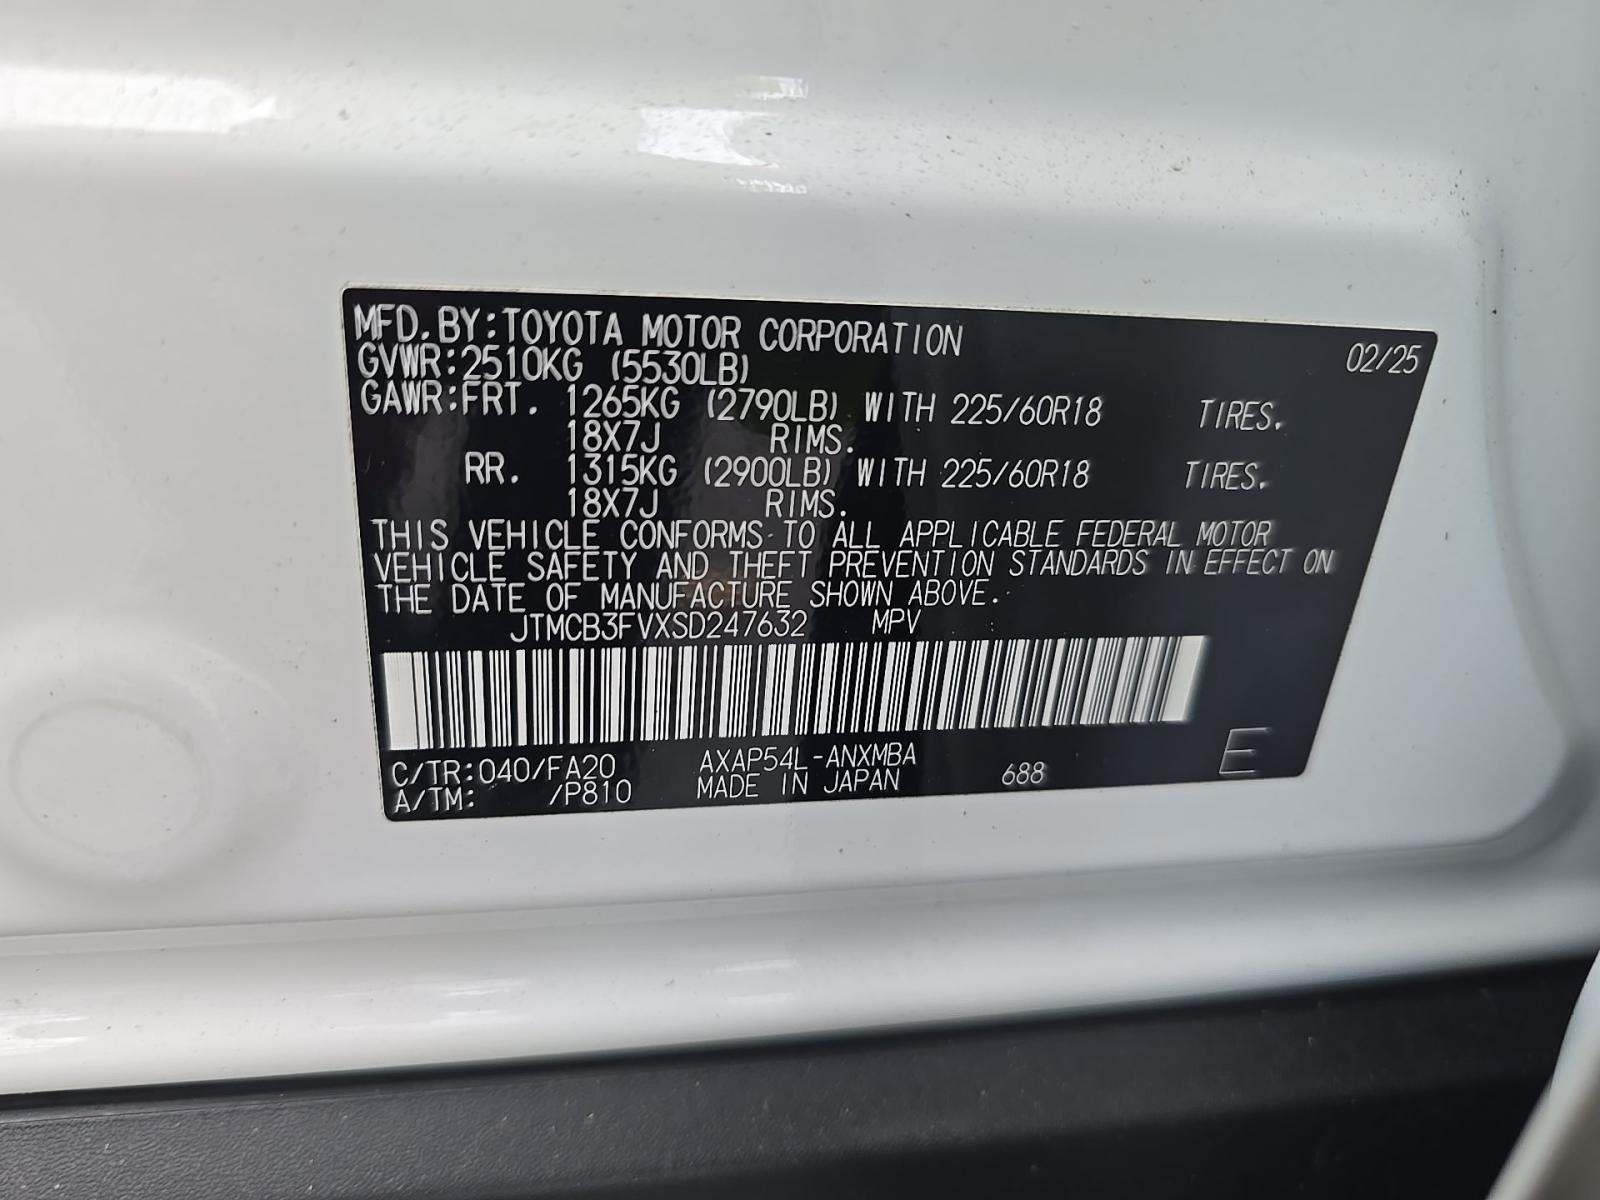 MFD. BY:TOYOTA MOTOR CORPORATION 02/25
GVWR:2510KG (5530LB)
GAWR:FRT. 1265KG (2790LB) WITH 225/60R18 TIRES.
18X7J RIMS.
RR. 1315KG (2900LB) WITH 225/60R18 TIRES.
18X7J RIMS.
THIS VEHICLE CONFORMS TO ALL APPLICABLE FEDERAL MOTOR
VEHICLE SAFETY AND THEFT PREVENTION STANDARDS IN EFFECT ON
THE DATE OF MANUFACTURE SHOWN ABOVE.
JTMCB3FVXSD247632 MPV
C/TR:040/FA20 AXAP54L-ANXMBA 688 E
A/TM: /P810 MADE IN JAPAN